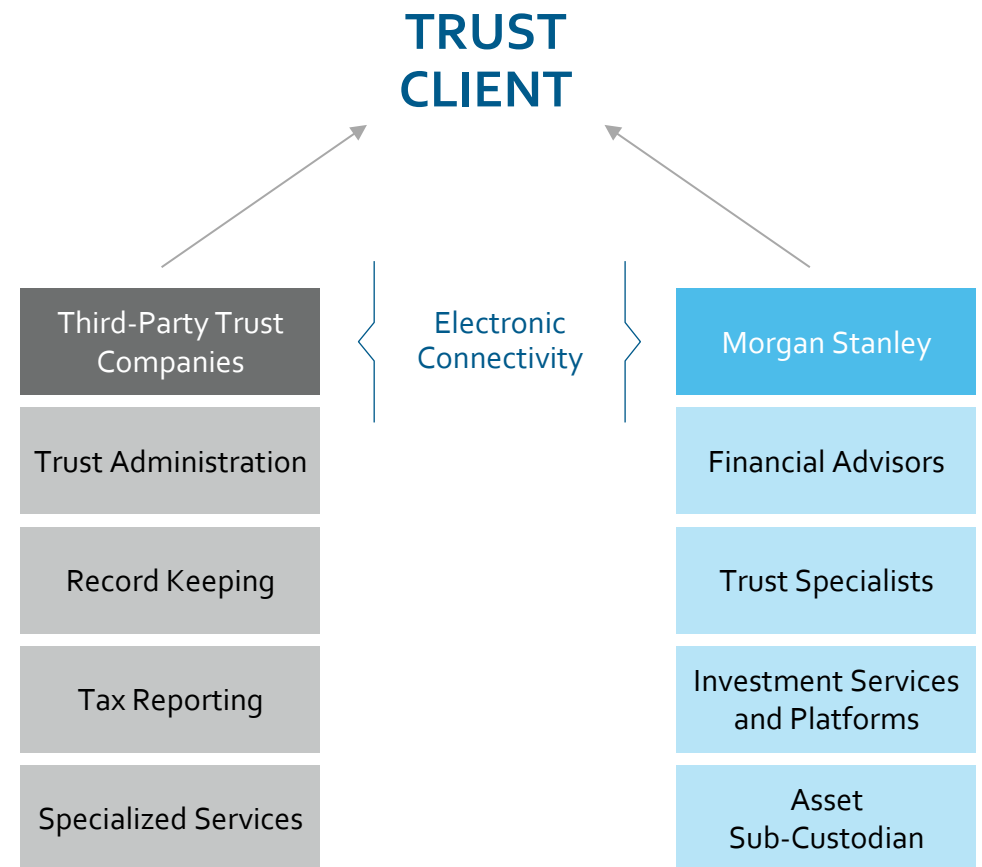 TRUST
CLIENT
Third-Party Trust
Companies
Electronic
Connectivity
Morgan Stanley
Trust Administration
Financial Advisors
Record Keeping
Trust Specialists
Tax Reporting
Investment Services
and Platforms
Specialized Services
Asset
Sub-Custodian